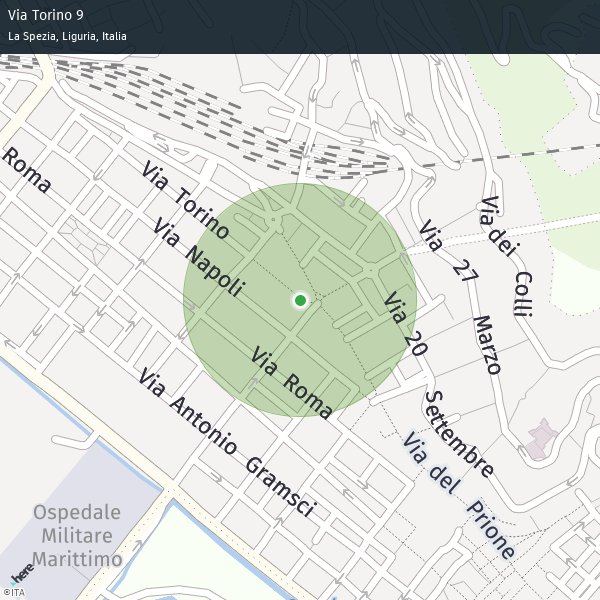 Via Torino 9
La Spezia, Liguria, Italia
Roma
Via Torino
Via Napoli
Via dei Colli
Via 27 Marzo
Via 20 Settembre
Via Roma
Via Antonio Gramsci
Via del Prione
Ospedale
Militare
Marittimo
here
©ITA